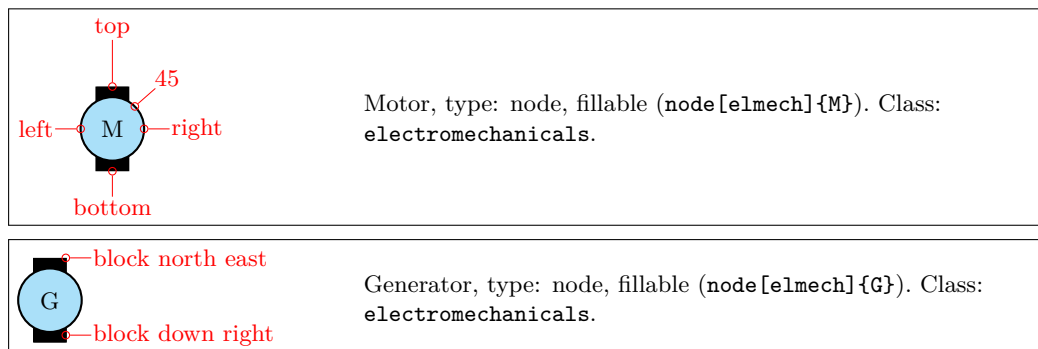 top
45
left
M
right
bottom
Motor, type: node, fillable (node[elmech]{M}). Class:
electromechanicals.
block north east
G
block down right
Generator, type: node, fillable (node[elmech]{G}). Class:
electromechanicals.